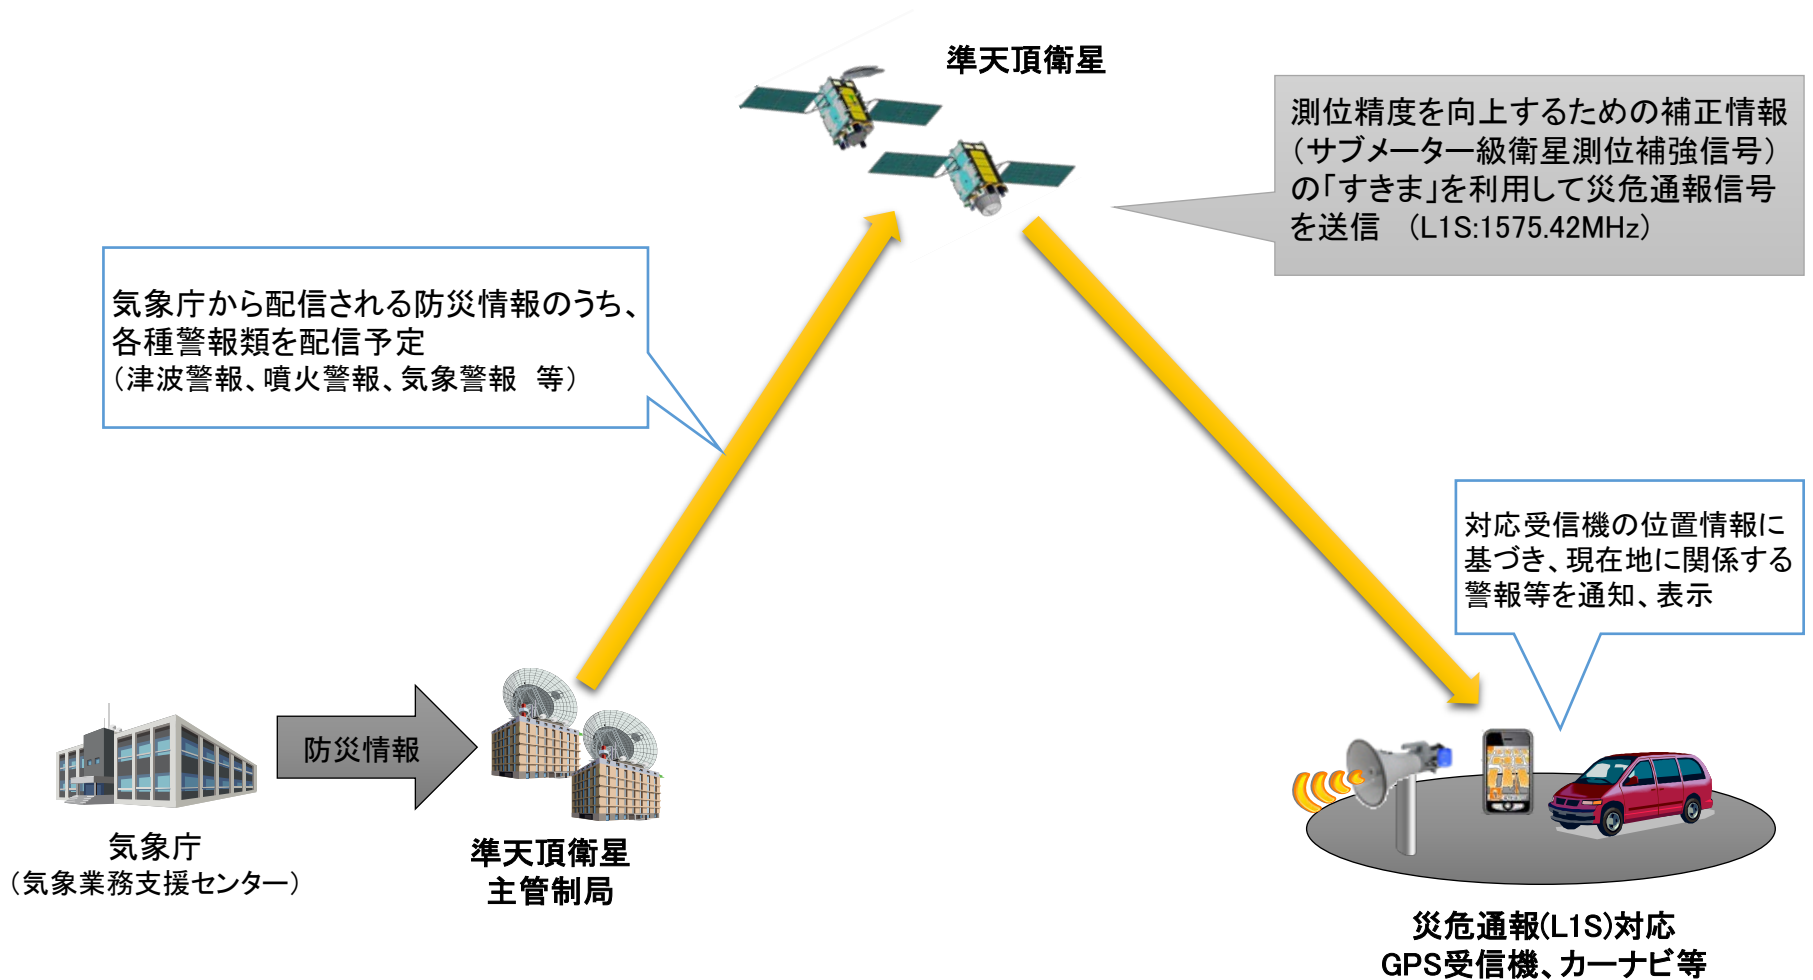 準天頂衛星
測位精度を向上するための補正情報
（サブメーター級衛星測位補強信号）
の「すきま」を利用して災危通報信号
を送信　（L1S:1575.42MHz）
気象庁から配信される防災情報のうち、
各種警報類を配信予定
（津波警報、噴火警報、気象警報　等）
対応受信機の位置情報に
基づき、現在地に関係する
警報等を通知、表示
防災情報
気象庁
（気象業務支援センター）
準天頂衛星
主管制局
災危通報(L1S)対応
GPS受信機、カーナビ等